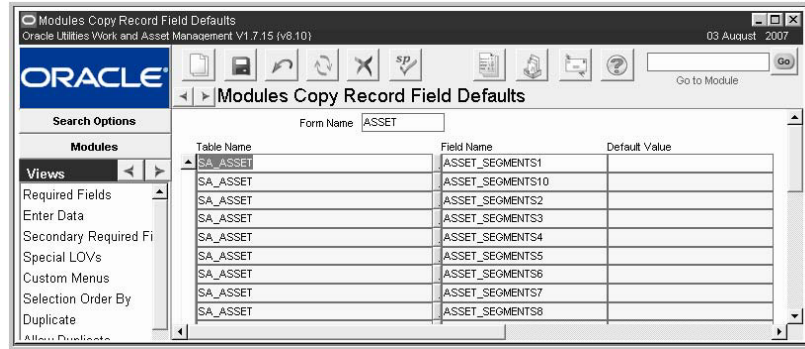 Modules Copy Record Field Defaults
Oracle Utilities Work and Asset Management V1.7.15 (v8.10)
03 August 2007
ORACLE
sp
Go
Go to Module
Modules Copy Record Field Defaults
Search Options
Modules
Views
Required Fields
Enter Data
Secondary Required Fi
Special LOVs
Custom Menus
Selection Order By
Duplicate
Allow Duplicate
Form Name ASSET
Table Name Field Name Default Value
SA_ASSET ASSET_SEGMENTS1
SA_ASSET ASSET_SEGMENTS10
SA_ASSET ASSET_SEGMENTS2
SA_ASSET ASSET_SEGMENTS3
SA_ASSET ASSET_SEGMENTS4
SA_ASSET ASSET_SEGMENTS5
SA_ASSET ASSET_SEGMENTS6
SA_ASSET ASSET_SEGMENTS7
SA_ASSET ASSET_SEGMENTS8